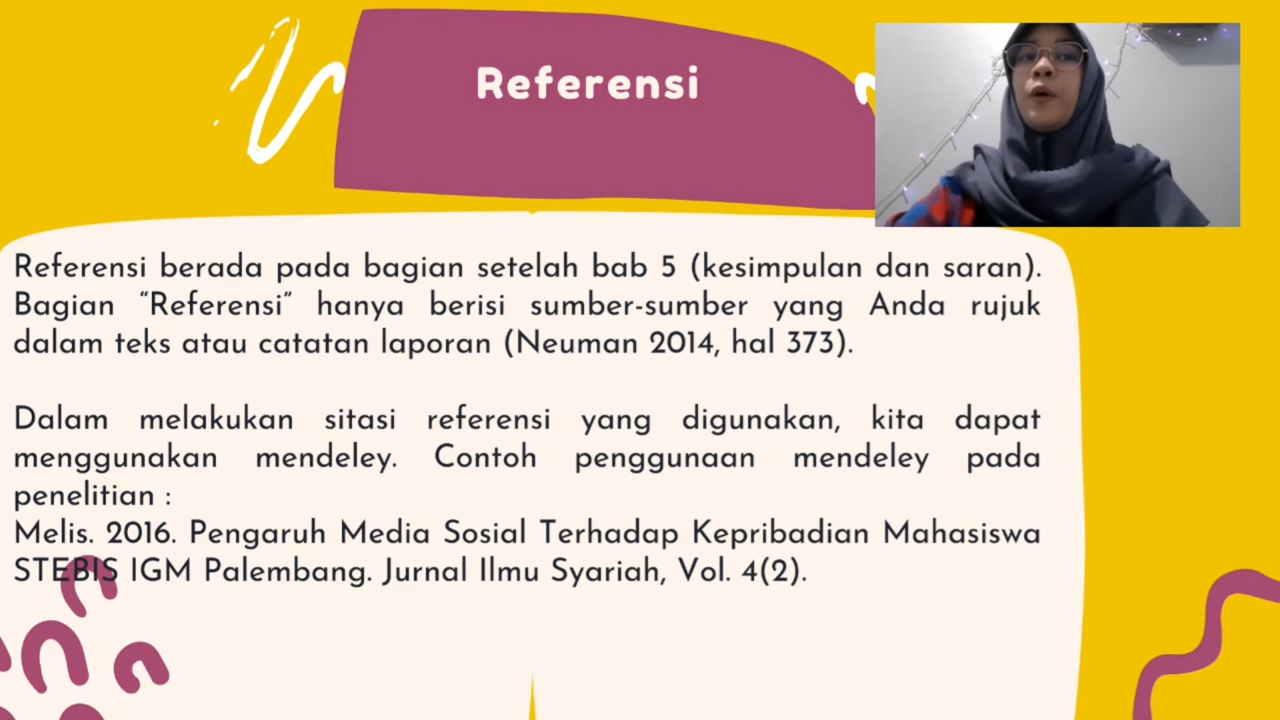 Referensi
Referensi berada pada bagian setelah bab 5 (kesimpulan dan saran).
Bagian “Referensi” hanya berisi sumber-sumber yang Anda rujuk
dalam teks atau catatan laporan (Neuman 2014, hal 373).
Dalam melakukan sitasi referensi yang digunakan, kita dapat
menggunakan mendeley. Contoh penggunaan mendeley pada
penelitian :
Melis. 2016. Pengaruh Media Sosial Terhadap Kepribadian Mahasiswa
STEBIS IGM Palembang. Jurnal Ilmu Syariah, Vol. 4(2).